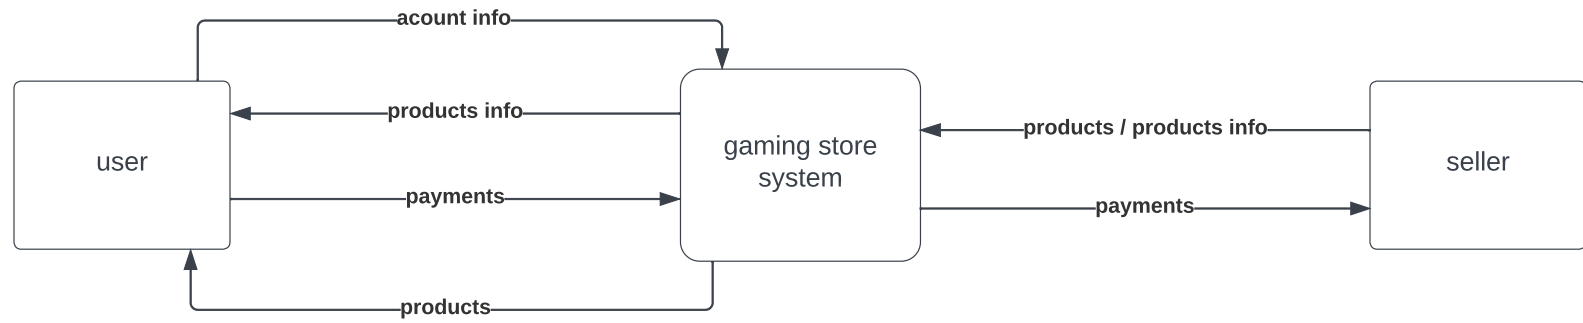 acount info
products info
products / products info
user
gaming store
system
seller
payments
payments
products